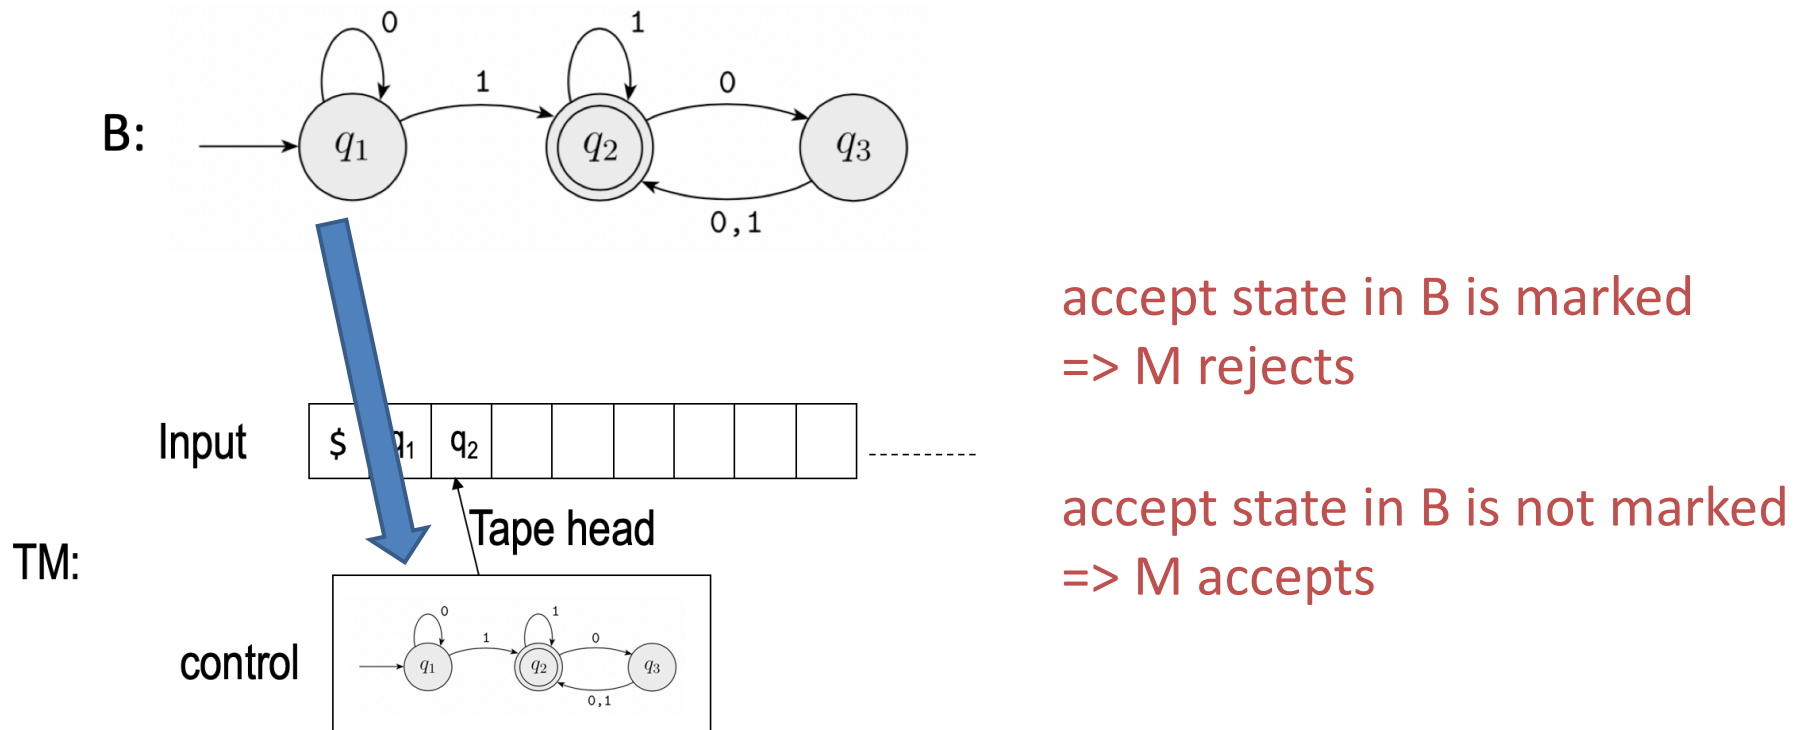 B:
0
1
1
0
0,1
q1
q2
q3
accept state in B is marked
=> M rejects
Input
$
q1
q2
accept state in B is not marked
=> M accepts
Tape head
TM:
control
0
1
1
0
0,1
q1
q2
q3